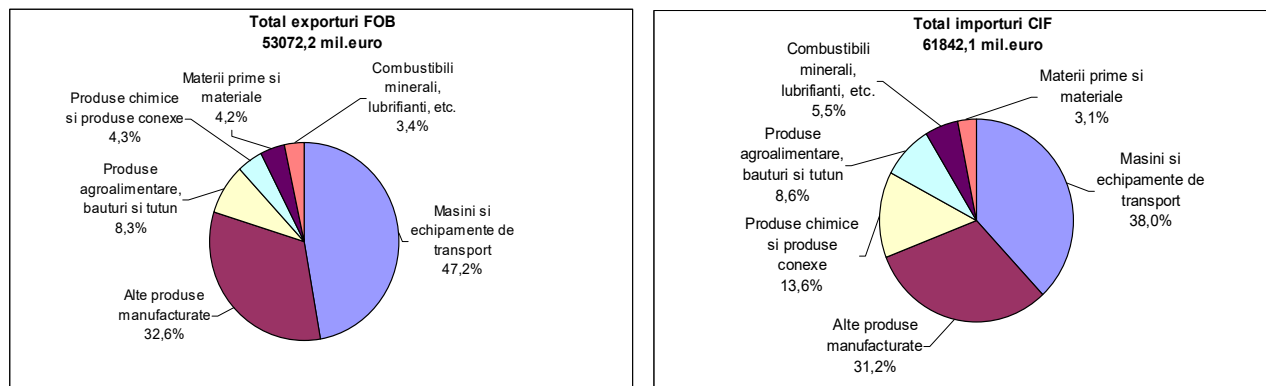 Total exporturi FOB
53072,2 mil.euro
Combustibili
minerali,
lubrifianti, etc.
3,4%
Materii prime si
materiale
4,2%
Produse chimice
si produse conexe
4,3%
Produse
agroalimentare,
bauturi si tutun
8,3%
Masini si
echipamente de
transport
47,2%
Alte produse
manufacturate
32,6%
Total importuri CIF
61842,1 mil.euro
Combustibili
minerali,
lubrifianti, etc.
5,5%
Materii prime si
materiale
3,1%
Produse
agroalimentare,
bauturi si tutun
8,6%
Masini si
echipamente de
transport
38,0%
Produse chimice
si produse
conexe
13,6%
Alte produse
manufacturate
31,2%